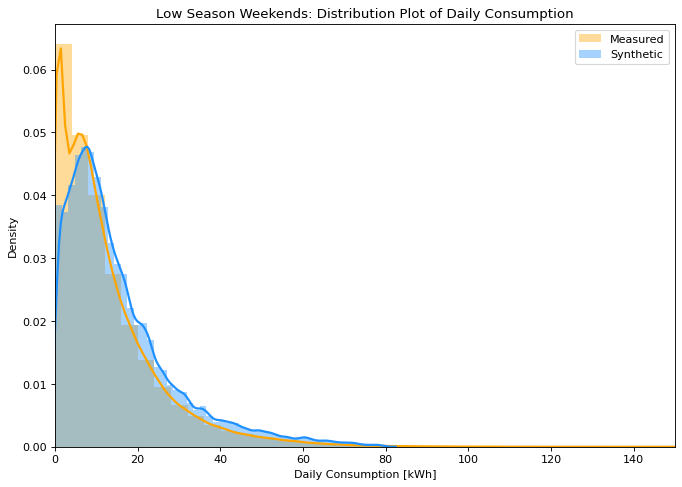 Low Season Weekends: Distribution Plot of Daily Consumption
Measured
Synthetic
Density
0.06
0.05
0.04
0.03
0.02
0.01
0.00
0 20 40 60 80 100 120 140
Daily Consumption [kWh]